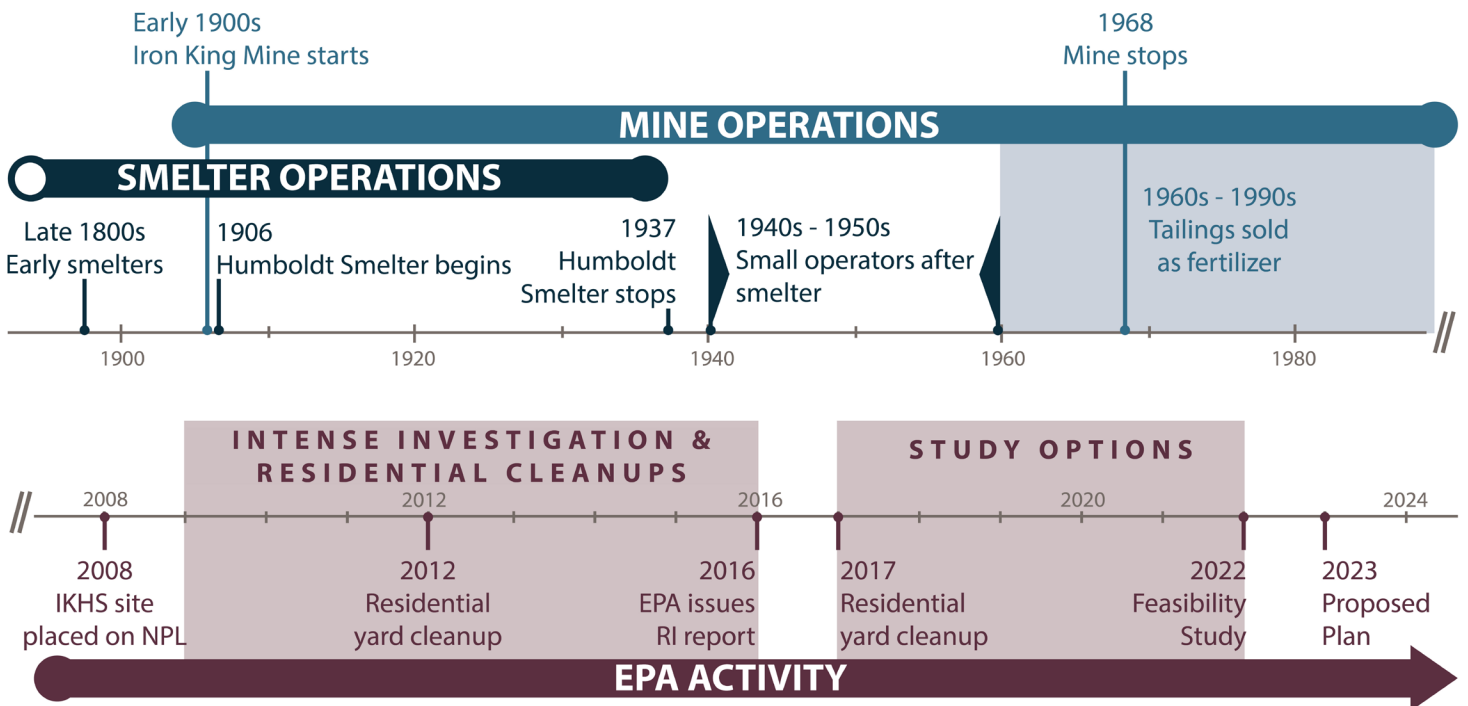 Early 1900s
Iron King Mine starts
1968
Mine stops
MINE OPERATIONS
SMELTER OPERATIONS
Late 1800s
Early smelters
1906
Humboldt Smelter begins
1937
Humboldt
Smelter stops
1940s - 1950s
Small operators after
smelter
1960s - 1990s
Tailings sold
as fertilizer
1900
1920
1940
1960
1980
INTENSE INVESTIGATION &
RESIDENTIAL CLEANUPS
STUDY OPTIONS
2008
2012
2016
2020
2024
2008
IKHS site
placed on NPL
2012
Residential
yard cleanup
2016
EPA issues
RI report
2017
Residential
yard cleanup
2022
Feasibility
Study
2023
Proposed
Plan
EPA ACTIVITY